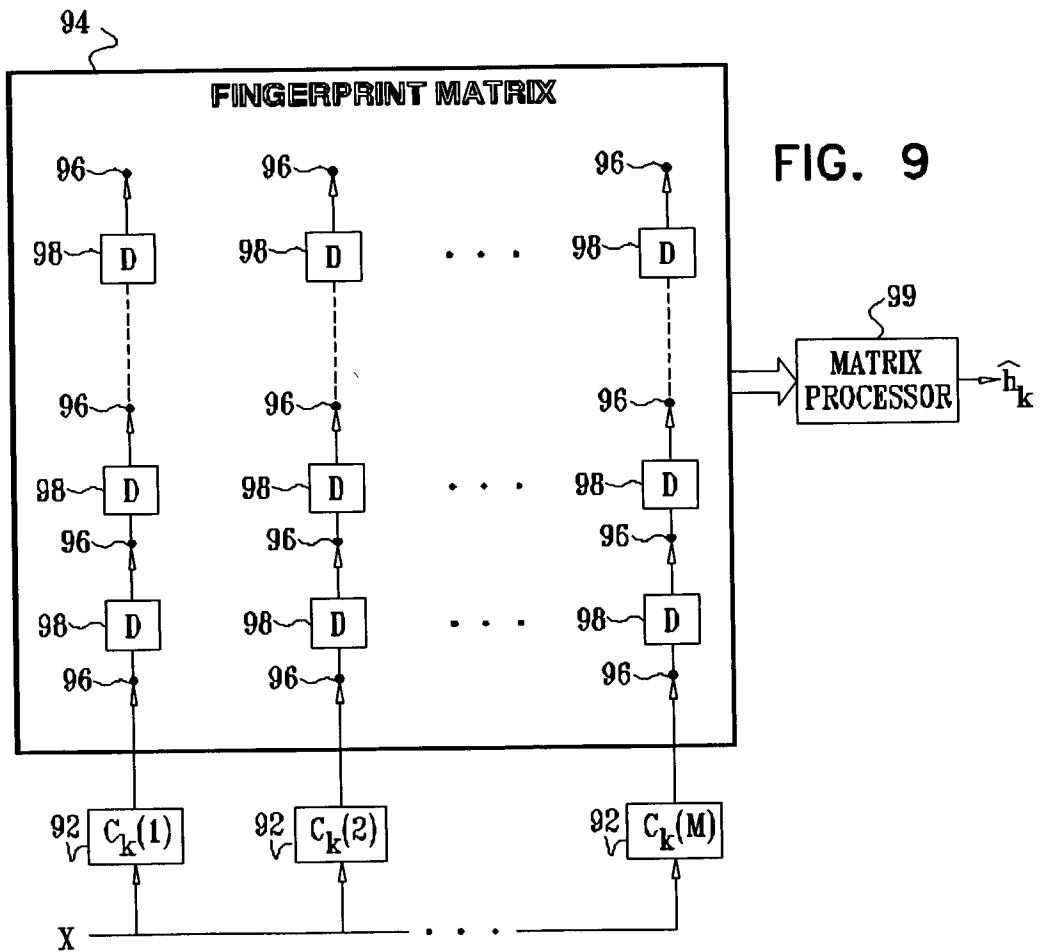 94
FINGERPRINT MATRIX
FIG. 9
96 96 96
98 D 98 D . . . 98 D
99
MATRIX
PROCESSOR
ĥk
96 96 96
98 D 98 D . . . 98 D
96 96 96
98 D 98 D . . . 98 D
96 96 96
92 Ck(1) 92 Ck(2) 92 Ck(M)
X . . .